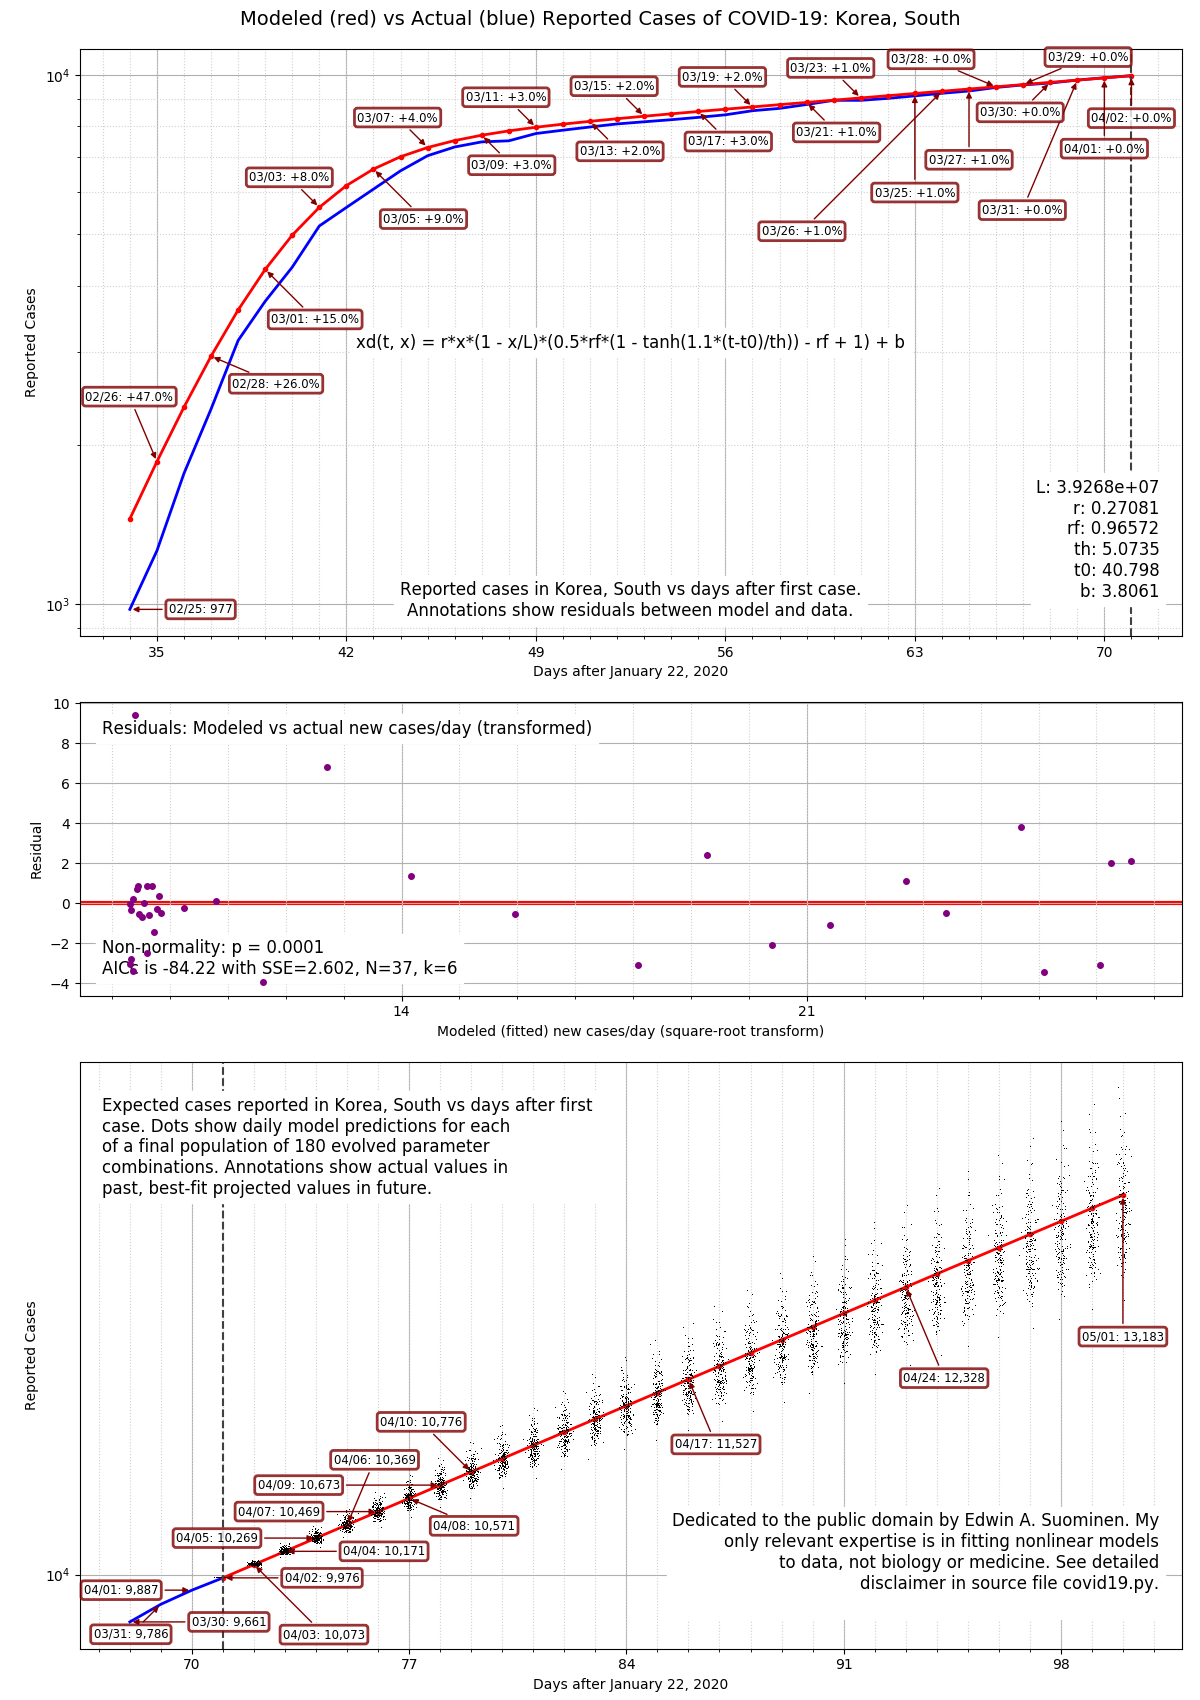 Modeled (red) vs Actual (blue) Reported Cases of COVID-19: Korea, South
10^4
10^3
Reported Cases
03/28: +0.0%
03/29: +0.0%
03/23: +1.0%
03/19: +2.0%
03/15: +2.0%
03/11: +3.0%
03/07: +4.0%
03/30: +0.0%
04/02: +0.0%
03/21: +1.0%
03/17: +3.0%
04/01: +0.0%
03/13: +2.0%
03/27: +1.0%
03/09: +3.0%
03/03: +8.0%
03/25: +1.0%
03/31: +0.0%
03/05: +9.0%
03/26: +1.0%
03/01: +15.0%
xd(t, x) = r*x*(1 - x/L)*(0.5*rf*(1 - tanh(1.1*(t-t0)/th)) - rf + 1) + b
02/28: +26.0%
02/26: +47.0%
L: 3.9268e+07
r: 0.27081
rf: 0.96572
th: 5.0735
t0: 40.798
b: 3.8061
Reported cases in Korea, South vs days after first case.
Annotations show residuals between model and data.
02/25: 977
35 42 49 56 63 70
Days after January 22, 2020
10
8
6
4
2
0
−2
−4
Residual
Residuals: Modeled vs actual new cases/day (transformed)
Non-normality: p = 0.0001
AICc is -84.22 with SSE=2.602, N=37, k=6
14 21
Modeled (fitted) new cases/day (square-root transform)
Expected cases reported in Korea, South vs days after first
case. Dots show daily model predictions for each
of a final population of 180 evolved parameter
combinations. Annotations show actual values in
past, best-fit projected values in future.
Reported Cases
10^4
05/01: 13,183
04/24: 12,328
04/10: 10,776
04/17: 11,527
04/06: 10,369
04/09: 10,673
04/07: 10,469
04/08: 10,571
04/05: 10,269
04/04: 10,171
04/02: 9,976
04/01: 9,887
03/30: 9,661
03/31: 9,786
04/03: 10,073
Dedicated to the public domain by Edwin A. Suominen. My
only relevant expertise is in fitting nonlinear models
to data, not biology or medicine. See detailed
disclaimer in source file covid19.py.
70 77 84 91 98
Days after January 22, 2020